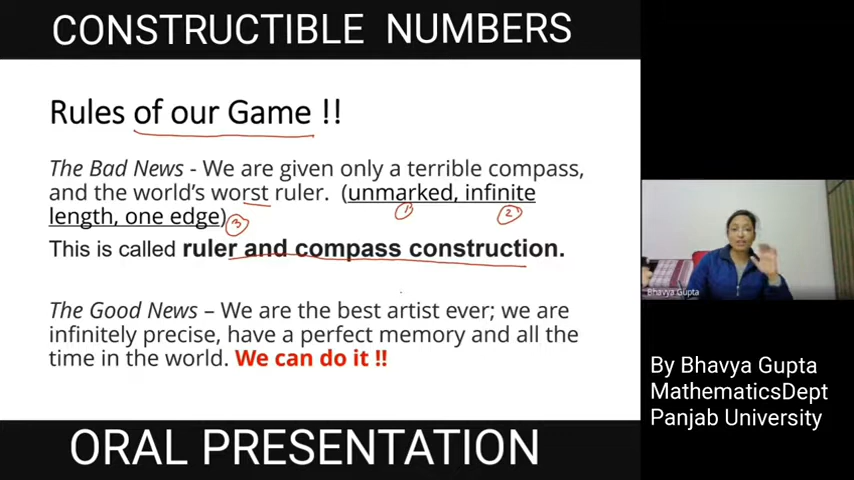 CONSTRUCTIBLE NUMBERS
Rules of our Game !!
The Bad News - We are given only a terrible compass,
and the world's worst ruler. (unmarked, infinite
length, one edge)
1
2
3
This is called ruler and compass construction.
The Good News – We are the best artist ever; we are
infinitely precise, have a perfect memory and all the
time in the world. We can do it !!
Bhavya Gupta
By Bhavya Gupta
MathematicsDept
Panjab University
ORAL PRESENTATION